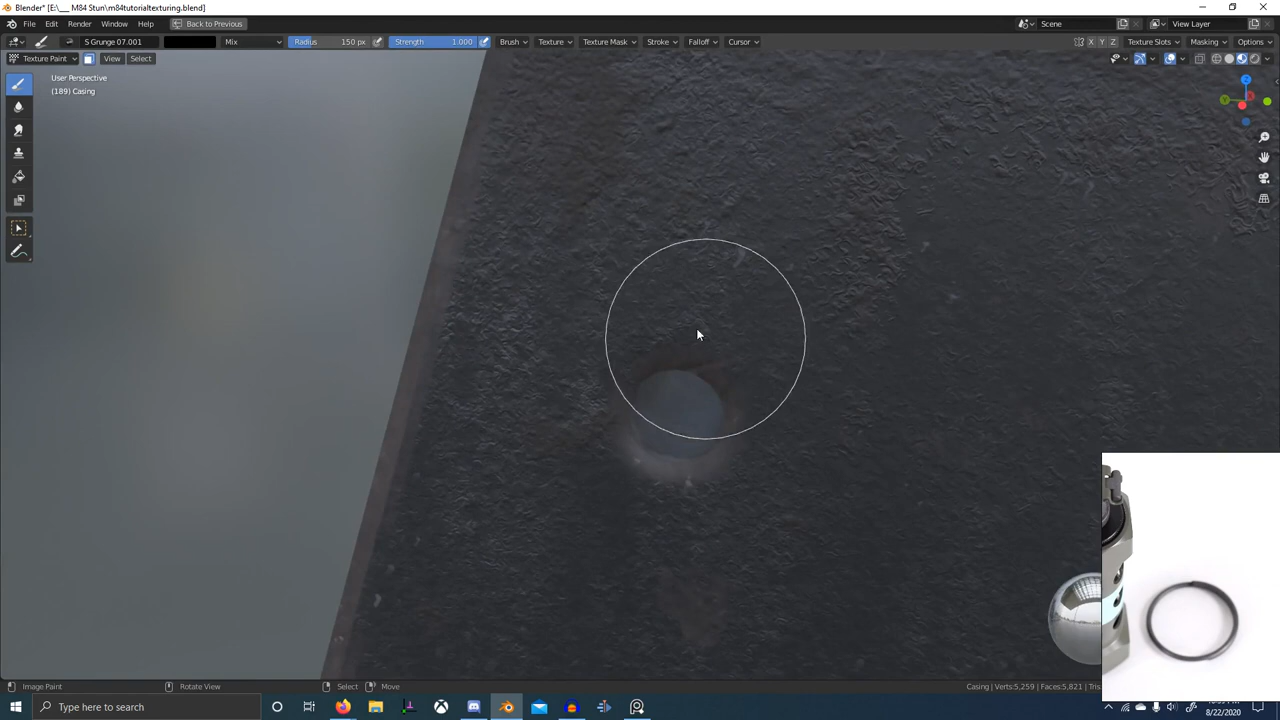 Blender* [E:\___ M84 Stun\m84tutorialtexturing.blend]
File Edit Render Window Help Back to Previous Scene View Layer
S Grunge 07.001 Mix Radius 150 px Strength 1.000 Brush Texture Texture Mask Stroke Falloff Cursor X Y Z Texture Slots Masking Options
Texture Paint View Select
User Perspective
(189) Casing
Z
Y
Image Paint Rotate View Select Move Casing | Verts:5,259 | Faces:5,821 | Tris
Type here to search
8/22/2020